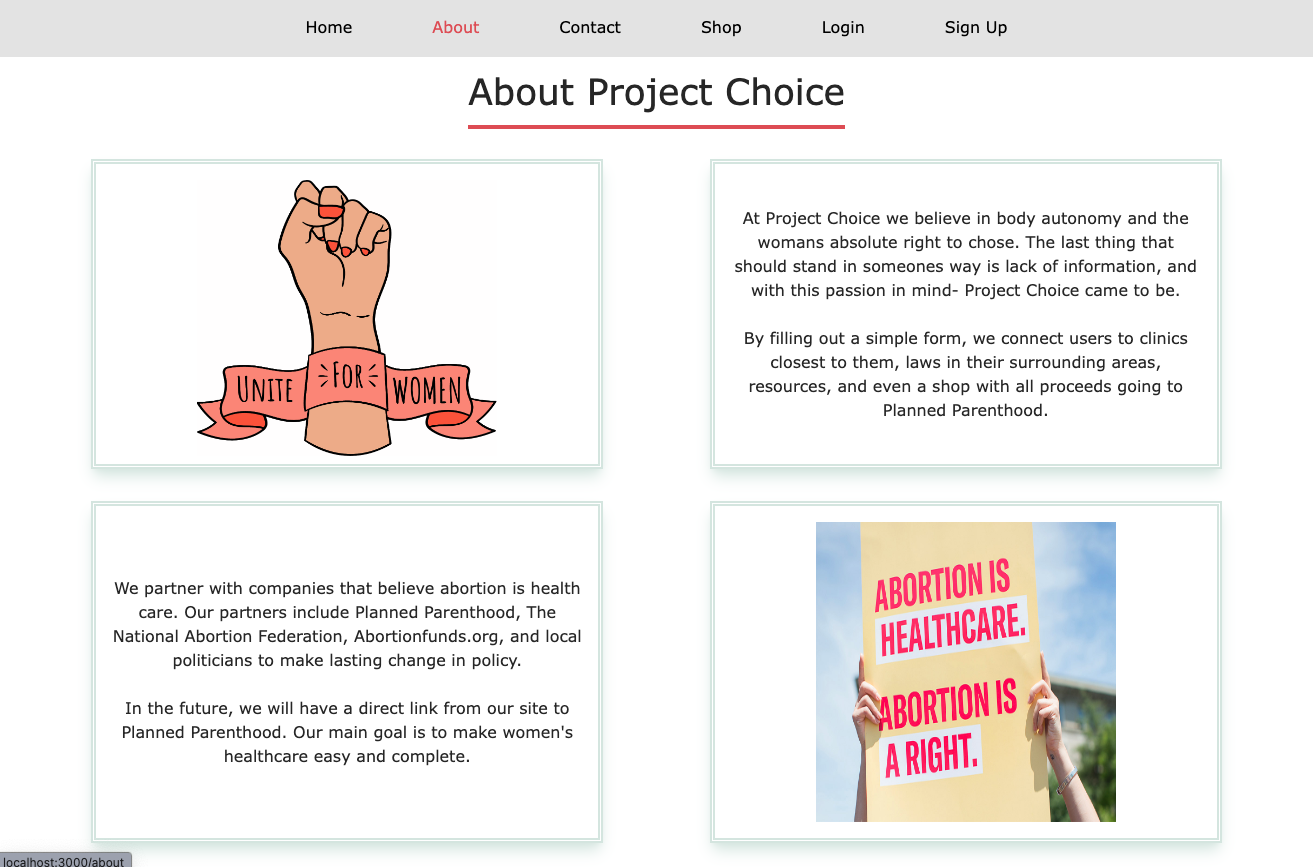 Home About Contact Shop Login Sign Up
About Project Choice
UNITE FOR WOMEN
At Project Choice we believe in body autonomy and the
womans absolute right to chose. The last thing that
should stand in someones way is lack of information, and
with this passion in mind- Project Choice came to be.
By filling out a simple form, we connect users to clinics
closest to them, laws in their surrounding areas,
resources, and even a shop with all proceeds going to
Planned Parenthood.
We partner with companies that believe abortion is health
care. Our partners include Planned Parenthood, The
National Abortion Federation, Abortionfunds.org, and local
politicians to make lasting change in policy.
In the future, we will have a direct link from our site to
Planned Parenthood. Our main goal is to make women's
healthcare easy and complete.
ABORTION IS
HEALTHCARE.
ABORTION IS
A RIGHT.
localhost:3000/about